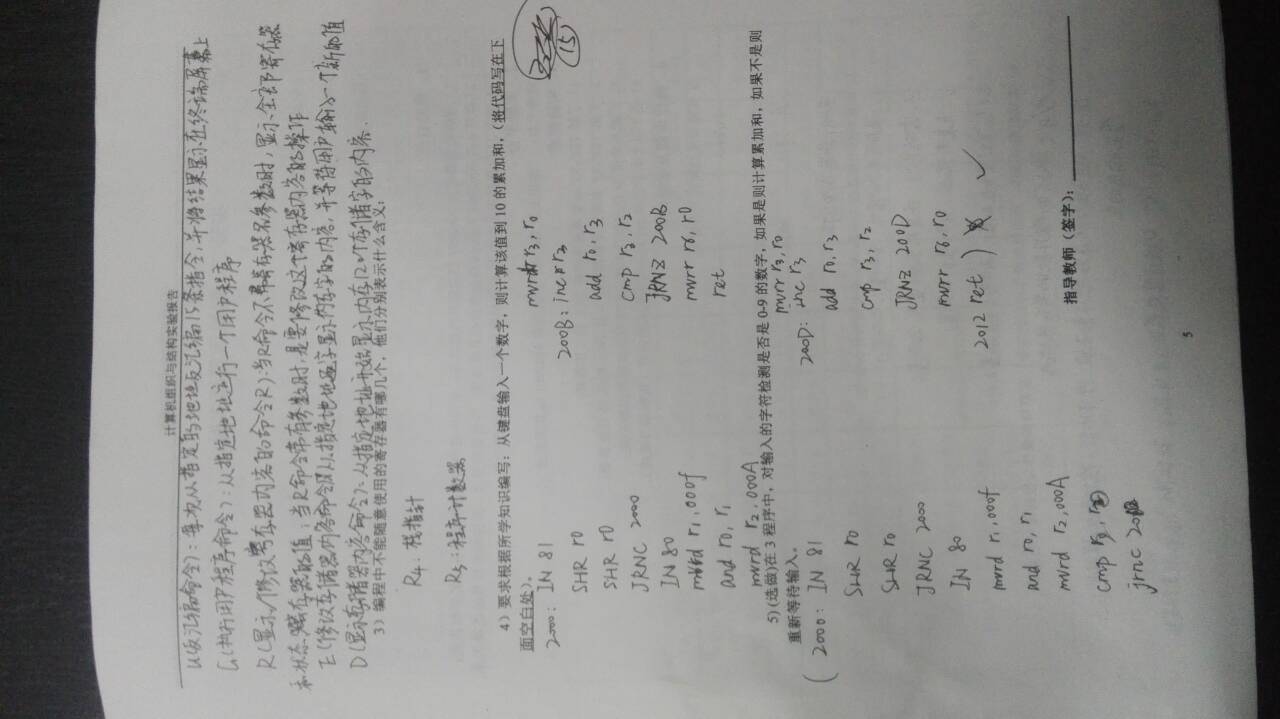 计算机组织与结构实验报告
U(反汇编命令)：每次从指定的地址反汇编15条指令，并将结果显示在终端屏幕上
G(执行用户程序命令)：从指定地址运行一个用户程序
R(显示/修改寄存器内容的命令R)：当R命令不带寄存器名参数时，显示全部寄存器
和状态寄存器的值；当R命令带有参数时，是要修改这个寄存器内容的操作
E(修改存储器内容命令)：从指定地址逐字显示内存字的内容，并等待用户输入一个新的值
D(显示存储器内容命令)：从指定地址开始显示内存120个存储字的内容.
3）编程中不能随意使用的寄存器有哪几个，他们分别表示什么含义：
R4：栈指针
R5：程序计数器
4）要求根据所学知识编写：从键盘输入一个数字，则计算该值到 10 的累加和，（将代码写在下
面空白处）。
2000: IN 81
SHR r0
SHR r0
JRNC 2000
IN 80
mvrd r1,000f
and r0, r1
mvrd r2,000A
mvrr r3, r0
200B: inc r3
add r0, r3
cmp r3, r2
JRNZ 200B
mvrr r6, r0
ret
(15)
5) (选做)在 3 程序中，对输入的字符检测是否是 0-9 的数字，如果是则计算累加和，如果不是则
重新等待输入。
( 2000: IN 81
SHR r0
SHR r0
JRNC 2000
IN 80
mvrd r1,000f
and r0, r1
mvrd r2,000A
cmp
jrnc
mvrr r3, r0
200D: inc r3
add r0, r3
cmp r3, r2
JRNZ 200D
mvrr r6, r0
2012 ret ) ✓
指导教师（签字）：
5